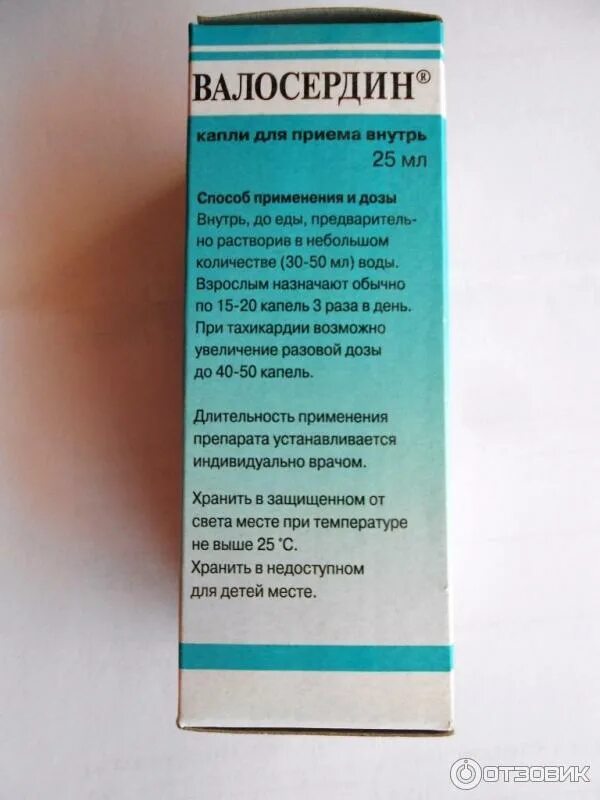 ВАЛОСЕРДИН®
капли для приема внутрь
25 мл
Способ применения и дозы
Внутрь, до еды, предваритель-
но растворив в небольшом
количестве (30-50 мл) воды.
Взрослым назначают обычно
по 15-20 капель 3 раза в день.
При тахикардии возможно
увеличение разовой дозы
до 40-50 капель.
Длительность применения
препарата устанавливается
индивидуально врачом.
Хранить в защищенном от
света месте при температуре
не выше 25 °С.
Хранить в недоступном
для детей месте.
ОТЗОВИК